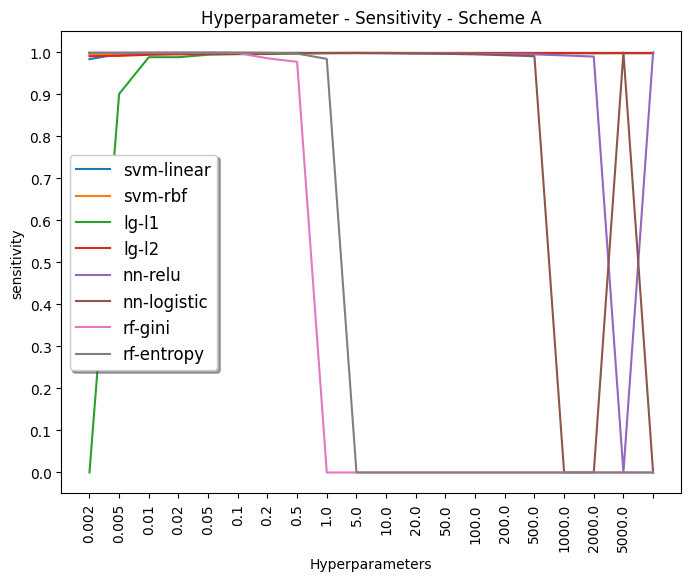 Hyperparameter - Sensitivity - Scheme A
sensitivity
1.0
0.9
0.8
0.7
0.6
0.5
0.4
0.3
0.2
0.1
0.0
svm-linear
svm-rbf
lg-l1
lg-l2
nn-relu
nn-logistic
rf-gini
rf-entropy
0.002
0.005
0.01
0.02
0.05
0.1
0.2
0.5
1.0
5.0
10.0
20.0
50.0
100.0
200.0
500.0
1000.0
2000.0
5000.0
Hyperparameters